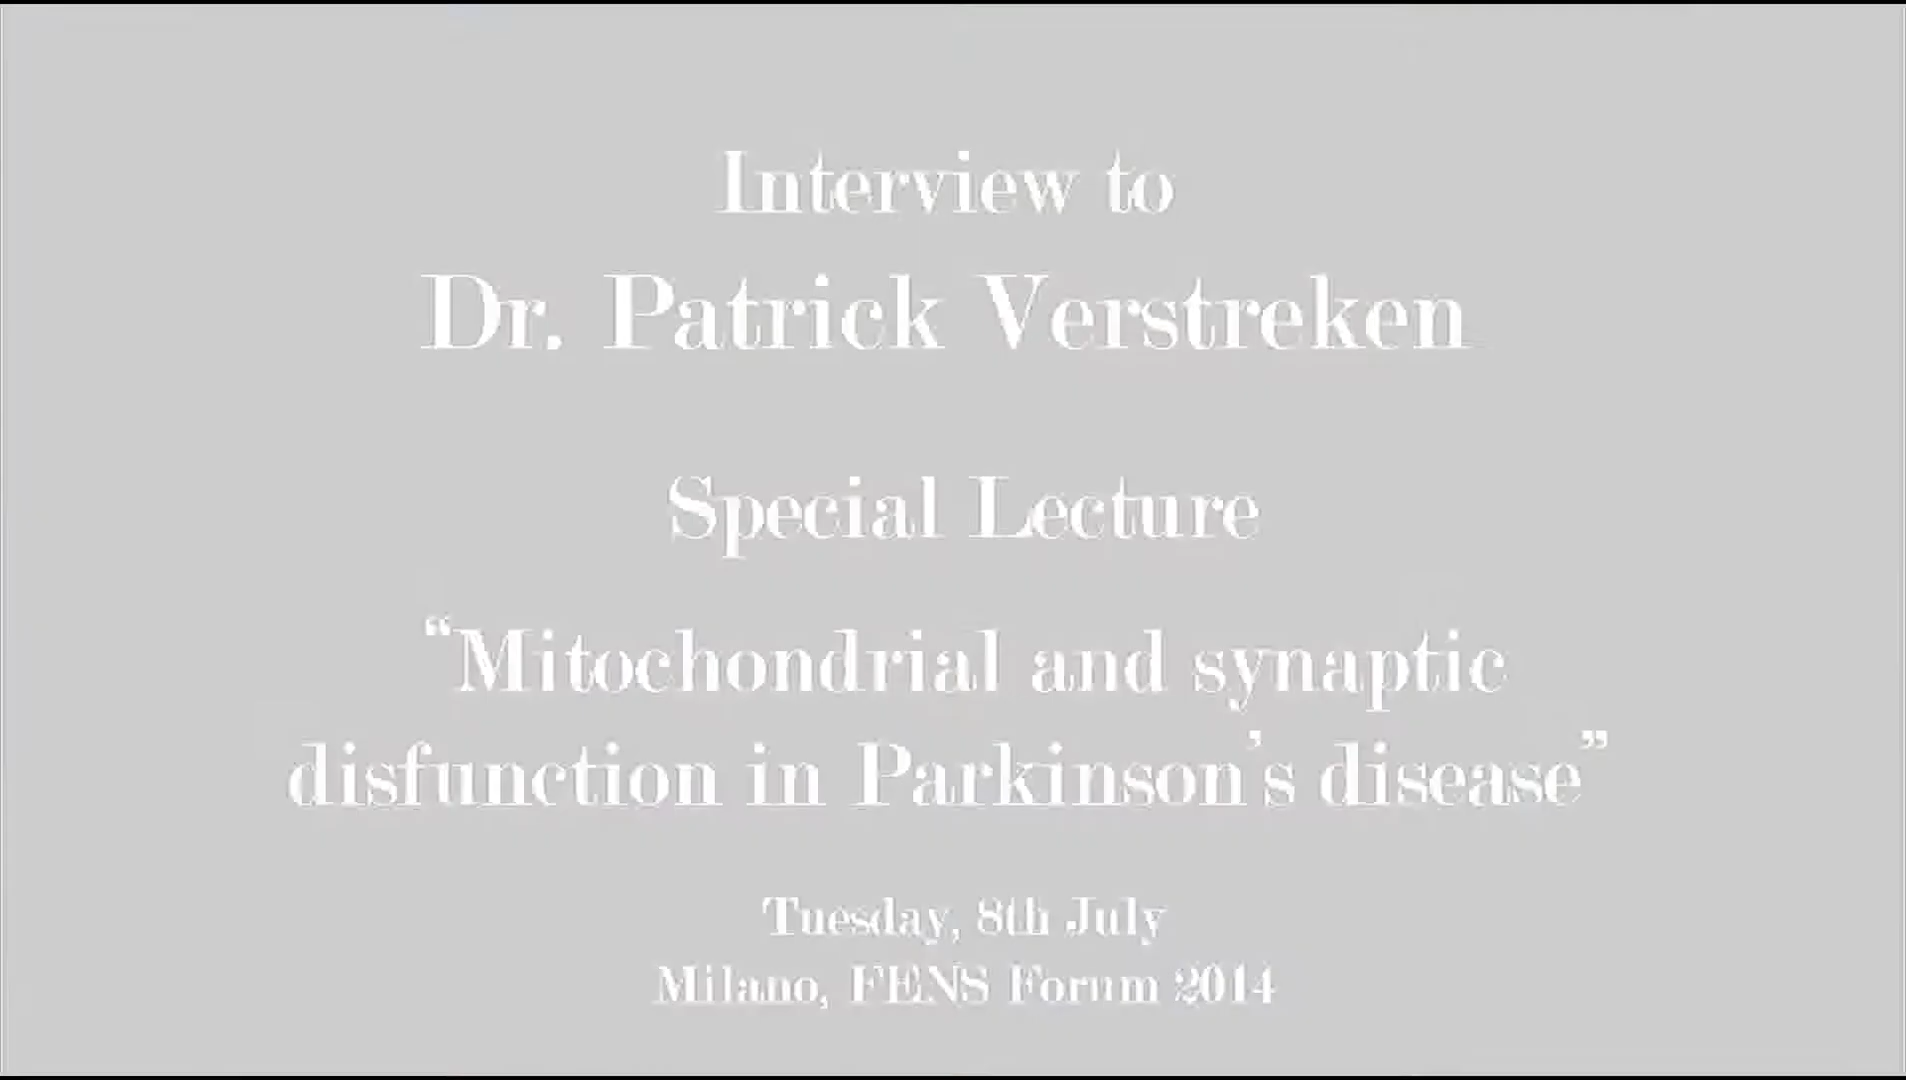 Interview to
Dr. Patrick Verstreken
Special Lecture
“Mitochondrial and synaptic
disfunction in Parkinson’s disease”
Tuesday, 8th July
Milano, FENS Forum 2014